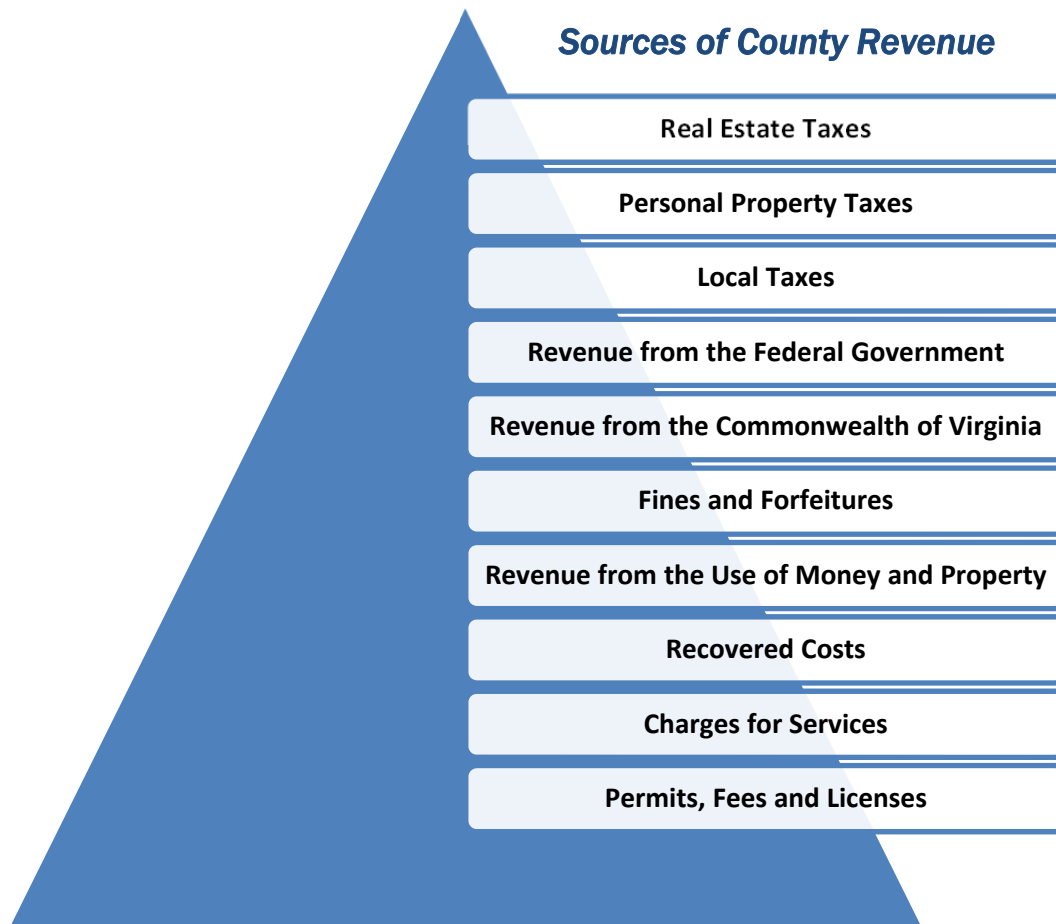 Sources of County Revenue
Real Estate Taxes
Personal Property Taxes
Local Taxes
Revenue from the Federal Government
Revenue from the Commonwealth of Virginia
Fines and Forfeitures
Revenue from the Use of Money and Property
Recovered Costs
Charges for Services
Permits, Fees and Licenses